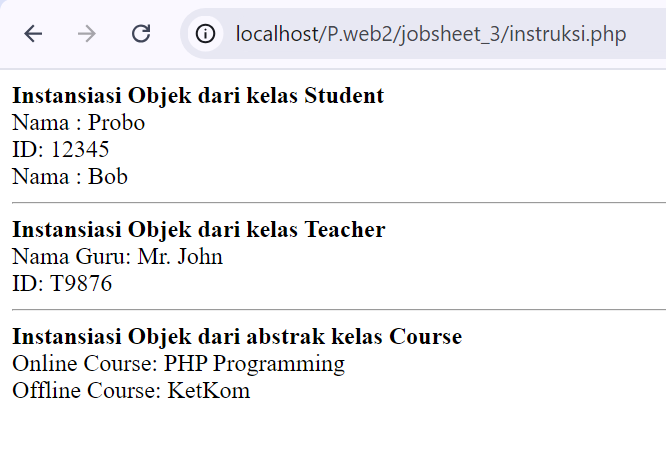 localhost/P.web2/jobsheet_3/instruksi.php
Instansiasi Objek dari kelas Student
Nama : Probo
ID: 12345
Nama : Bob
Instansiasi Objek dari kelas Teacher
Nama Guru: Mr. John
ID: T9876
Instansiasi Objek dari abstrak kelas Course
Online Course: PHP Programming
Offline Course: KetKom